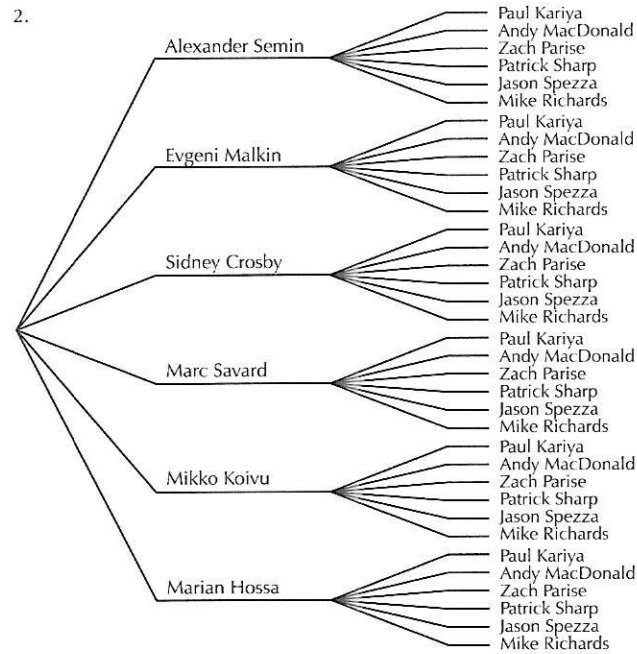 2.
Alexander Semin
Paul Kariya
Andy MacDonald
Zach Parise
Patrick Sharp
Jason Spezza
Mike Richards
Evgeni Malkin
Paul Kariya
Andy MacDonald
Zach Parise
Patrick Sharp
Jason Spezza
Mike Richards
Sidney Crosby
Paul Kariya
Andy MacDonald
Zach Parise
Patrick Sharp
Jason Spezza
Mike Richards
Marc Savard
Paul Kariya
Andy MacDonald
Zach Parise
Patrick Sharp
Jason Spezza
Mike Richards
Mikko Koivu
Paul Kariya
Andy MacDonald
Zach Parise
Patrick Sharp
Jason Spezza
Mike Richards
Marian Hossa
Paul Kariya
Andy MacDonald
Zach Parise
Patrick Sharp
Jason Spezza
Mike Richards